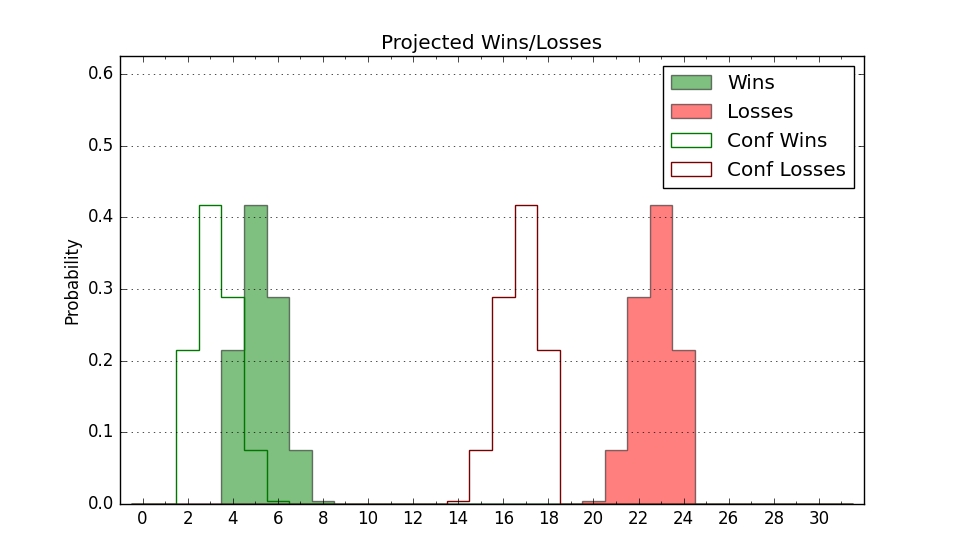 Projected Wins/Losses
0.6
0.5
0.4
0.3
0.2
0.1
0.0
Probability
Wins
Losses
Conf Wins
Conf Losses
0 2 4 6 8 10 12 14 16 18 20 22 24 26 28 30